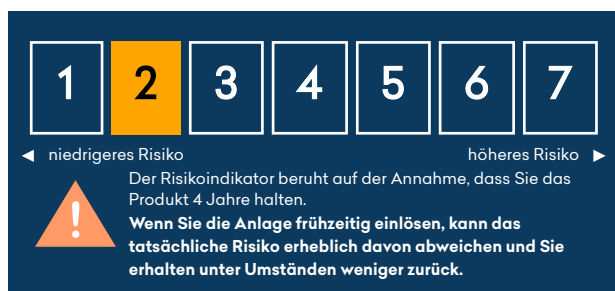 1 2 3 4 5 6 7
◄ niedrigeres Risiko höheres Risiko ►
Der Risikoindikator beruht auf der Annahme, dass Sie das
Produkt 4 Jahre halten.
Wenn Sie die Anlage frühzeitig einlösen, kann das
tatsächliche Risiko erheblich davon abweichen und Sie
erhalten unter Umständen weniger zurück.